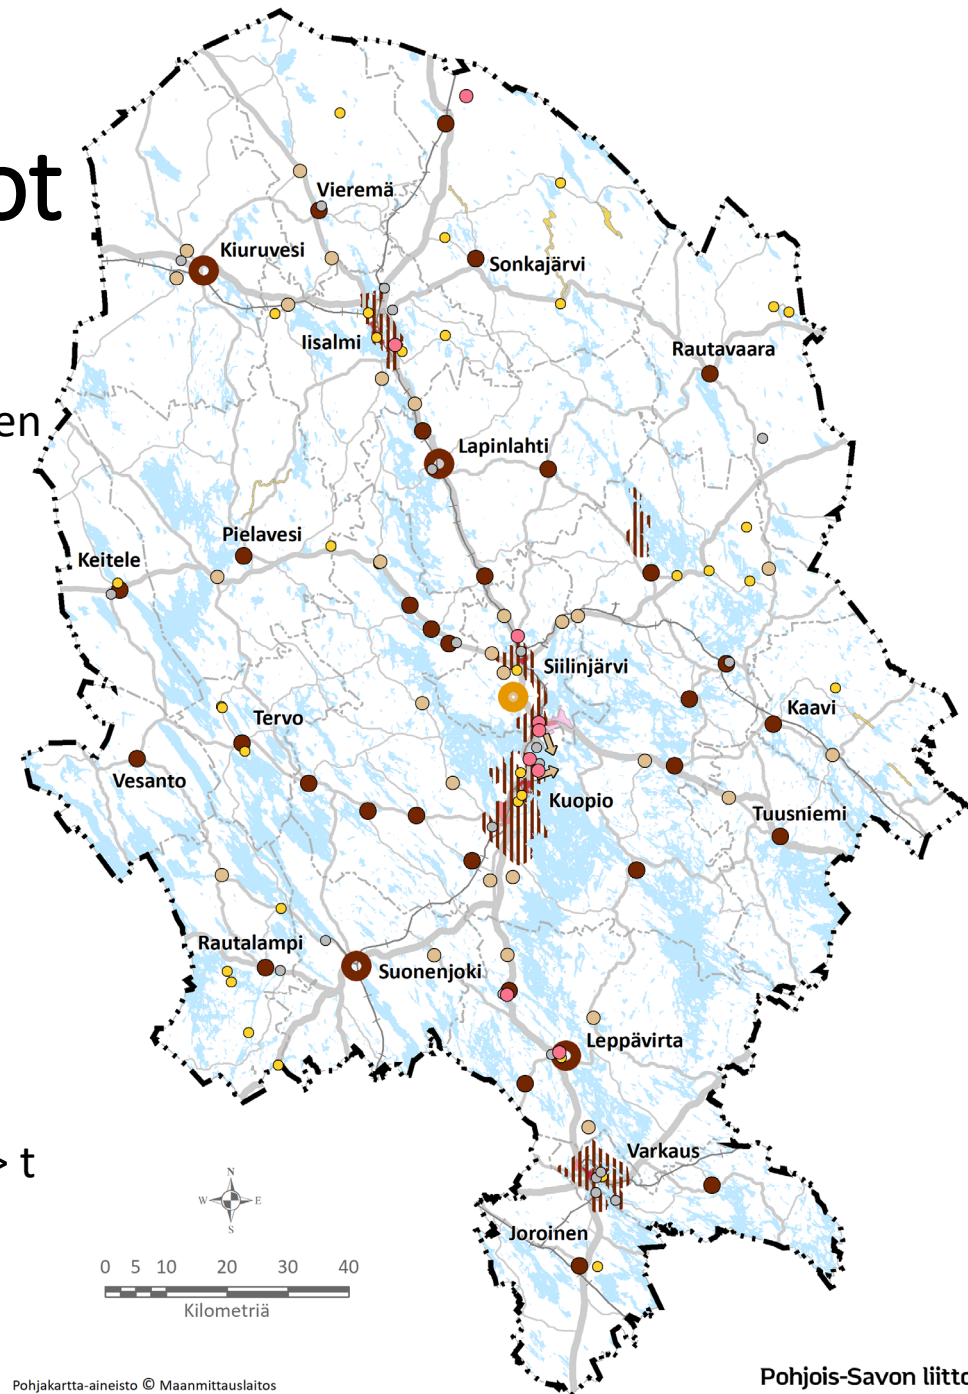 ot
Vieremä
Kiuruvesi
Sonkajärvi
Iisalmi
Rautavaara
en
Lapinlahti
Pielavesi
Keitele
Siilinjärvi
Tervo
Kaavi
Vesanto
Kuopio
Tuusniemi
Rautalampi
Suonenjoki
Leppävirta
Varkaus
> t
N
W E
S
Joroinen
0 5 10 20 30 40
Kilometriä
Pohjois-Savon liitto
Pohjakartta-aineisto © Maanmittauslaitos